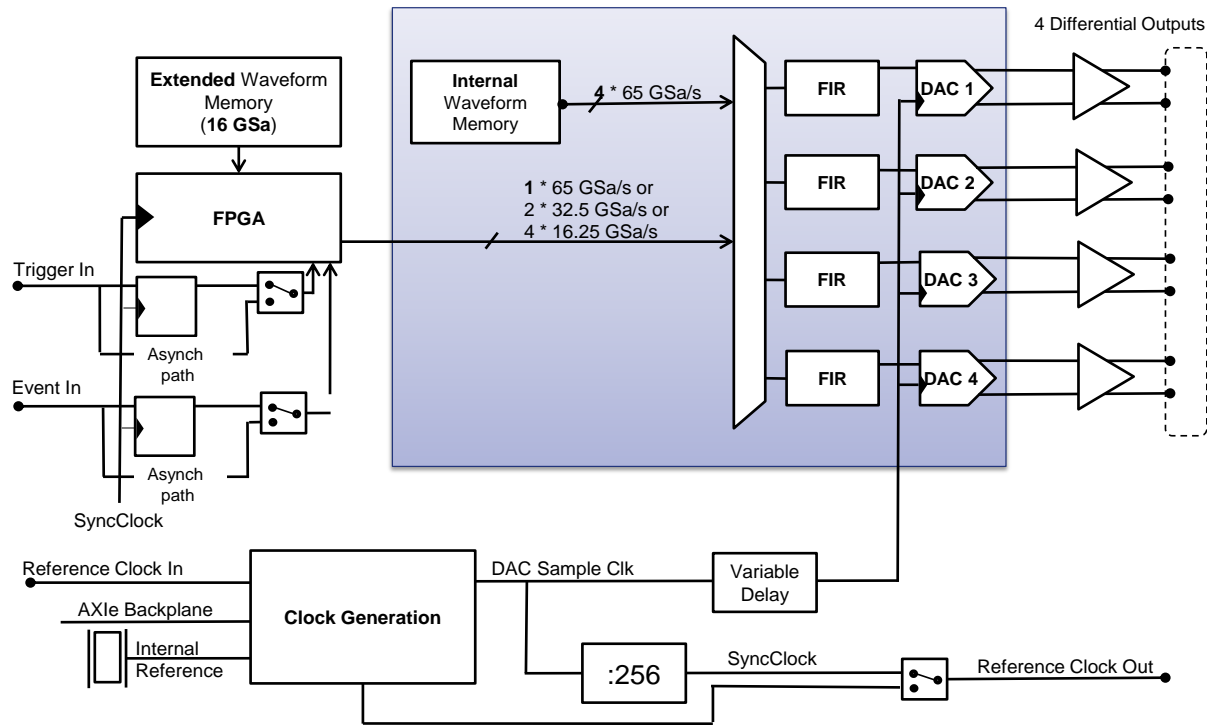 4 Differential Outputs
Extended Waveform
Memory
(16 GSa)
Internal
Waveform
Memory
4 * 65 GSa/s
FIR
DAC 1
FPGA
1 * 65 GSa/s or
2 * 32.5 GSa/s or
4 * 16.25 GSa/s
FIR
DAC 2
Trigger In
FIR
DAC 3
Asynch
path
Event In
FIR
DAC 4
Asynch
path
SyncClock
Reference Clock In
DAC Sample Clk
Variable
Delay
AXIe Backplane
Clock Generation
Internal
Reference
:256
SyncClock
Reference Clock Out